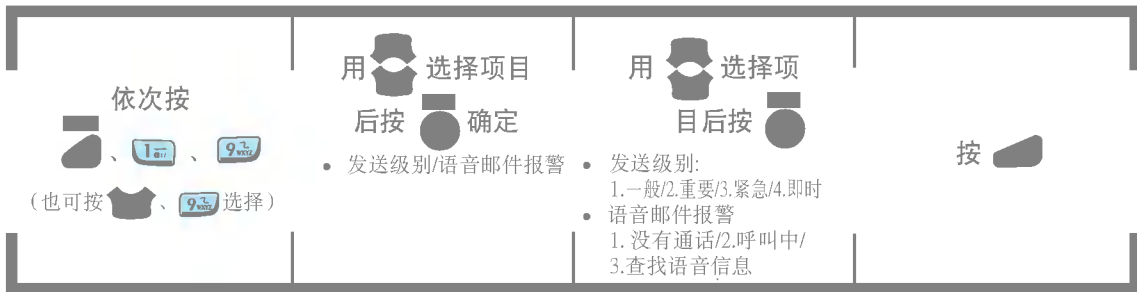 依次按
、 1 、 9 WXYZ
(也可按 、 9 WXYZ 选择)
用 选择项目
后按 确定
• 发送级别/语音邮件报警
用 选择项
目后按
• 发送级别:
1.一般/2.重要/3.紧急/4.即时
• 语音邮件报警
1. 没有通话/2.呼叫中/
3.查找语音信息
按